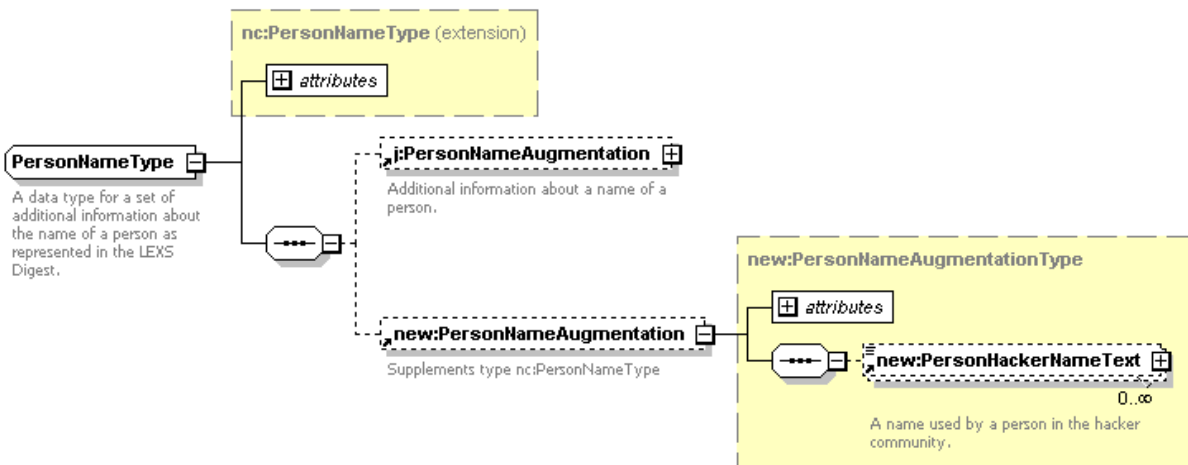 nc:PersonNameType (extension)
attributes
PersonNameType
A data type for a set of
additional information about
the name of a person as
represented in the LEXS
Digest.
j:PersonNameAugmentation
Additional information about a name of a
person.
new:PersonNameAugmentation
Supplements type nc:PersonNameType
new:PersonNameAugmentationType
attributes
new:PersonHackerNameText
0..∞
A name used by a person in the hacker
community.